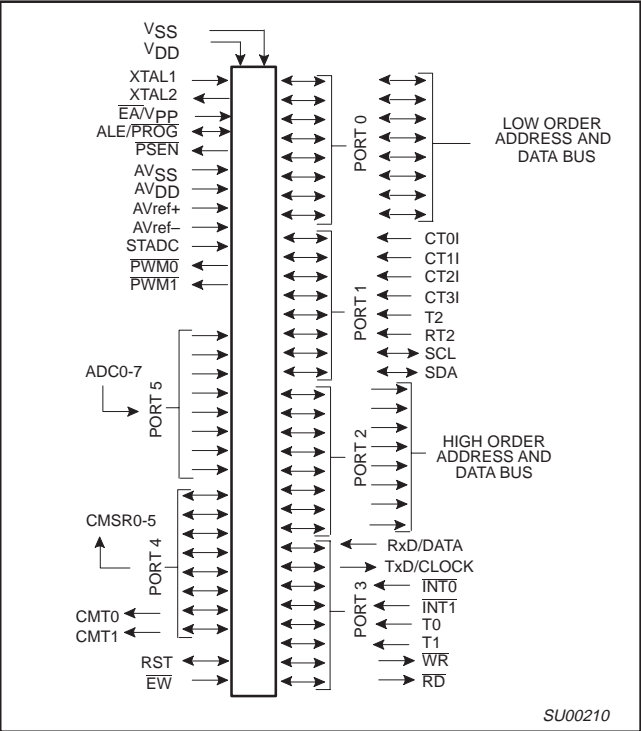 VSS
VDD
XTAL1
XTAL2
EA/VPP
ALE/PROG
PSEN
AVSS
AVDD
AVref+
AVref–
STADC
PWM0
PWM1
ADC0-7
PORT 5
CMSR0-5
PORT 4
CMT0
CMT1
RST
EW
PORT 0
LOW ORDER
ADDRESS AND
DATA BUS
PORT 1
CT0I
CT1I
CT2I
CT3I
T2
RT2
SCL
SDA
PORT 2
HIGH ORDER
ADDRESS AND
DATA BUS
PORT 3
RxD/DATA
TxD/CLOCK
INT0
INT1
T0
T1
WR
RD
SU00210